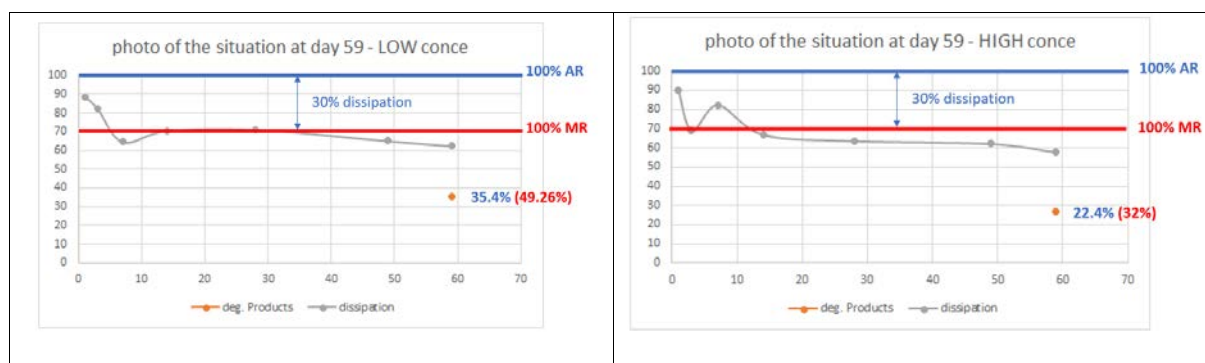 photo of the situation at day 59 - LOW conce
100
90
80
70
60
50
40
30
20
10
0
0 10 20 30 40 50 60 70
100% AR
30% dissipation
100% MR
35.4% (49.26%)
deg. Products dissipation
photo of the situation at day 59 - HIGH conce
100
90
80
70
60
50
40
30
20
10
0
0 10 20 30 40 50 60 70
100% AR
30% dissipation
100% MR
22.4% (32%)
deg. Products dissipation